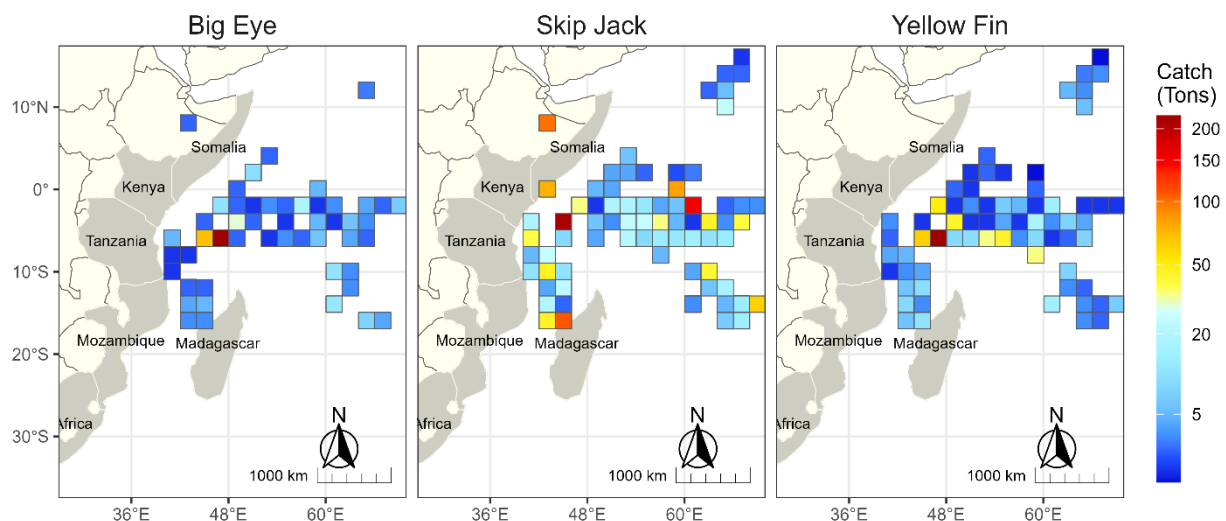 Big Eye
Skip Jack
Yellow Fin
Catch
(Tons)
200
150
100
50
20
5
10°N
0°
10°S
20°S
30°S
Somalia
Kenya
Tanzania
Mozambique
Madagascar
Africa
N
1000 km
Somalia
Kenya
Tanzania
Mozambique
Madagascar
Africa
N
1000 km
Somalia
Kenya
Tanzania
Mozambique
Madagascar
Africa
N
1000 km
36°E
48°E
60°E
36°E
48°E
60°E
36°E
48°E
60°E